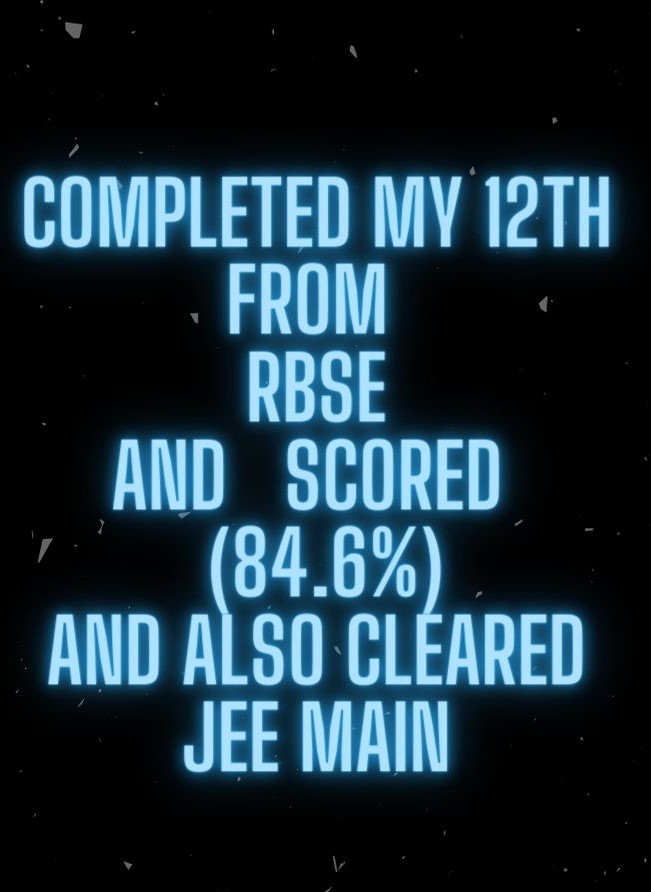 COMPLETED MY 12TH
FROM
RBSE
AND SCORED
(84.6%)
AND ALSO CLEARED
JEE MAIN